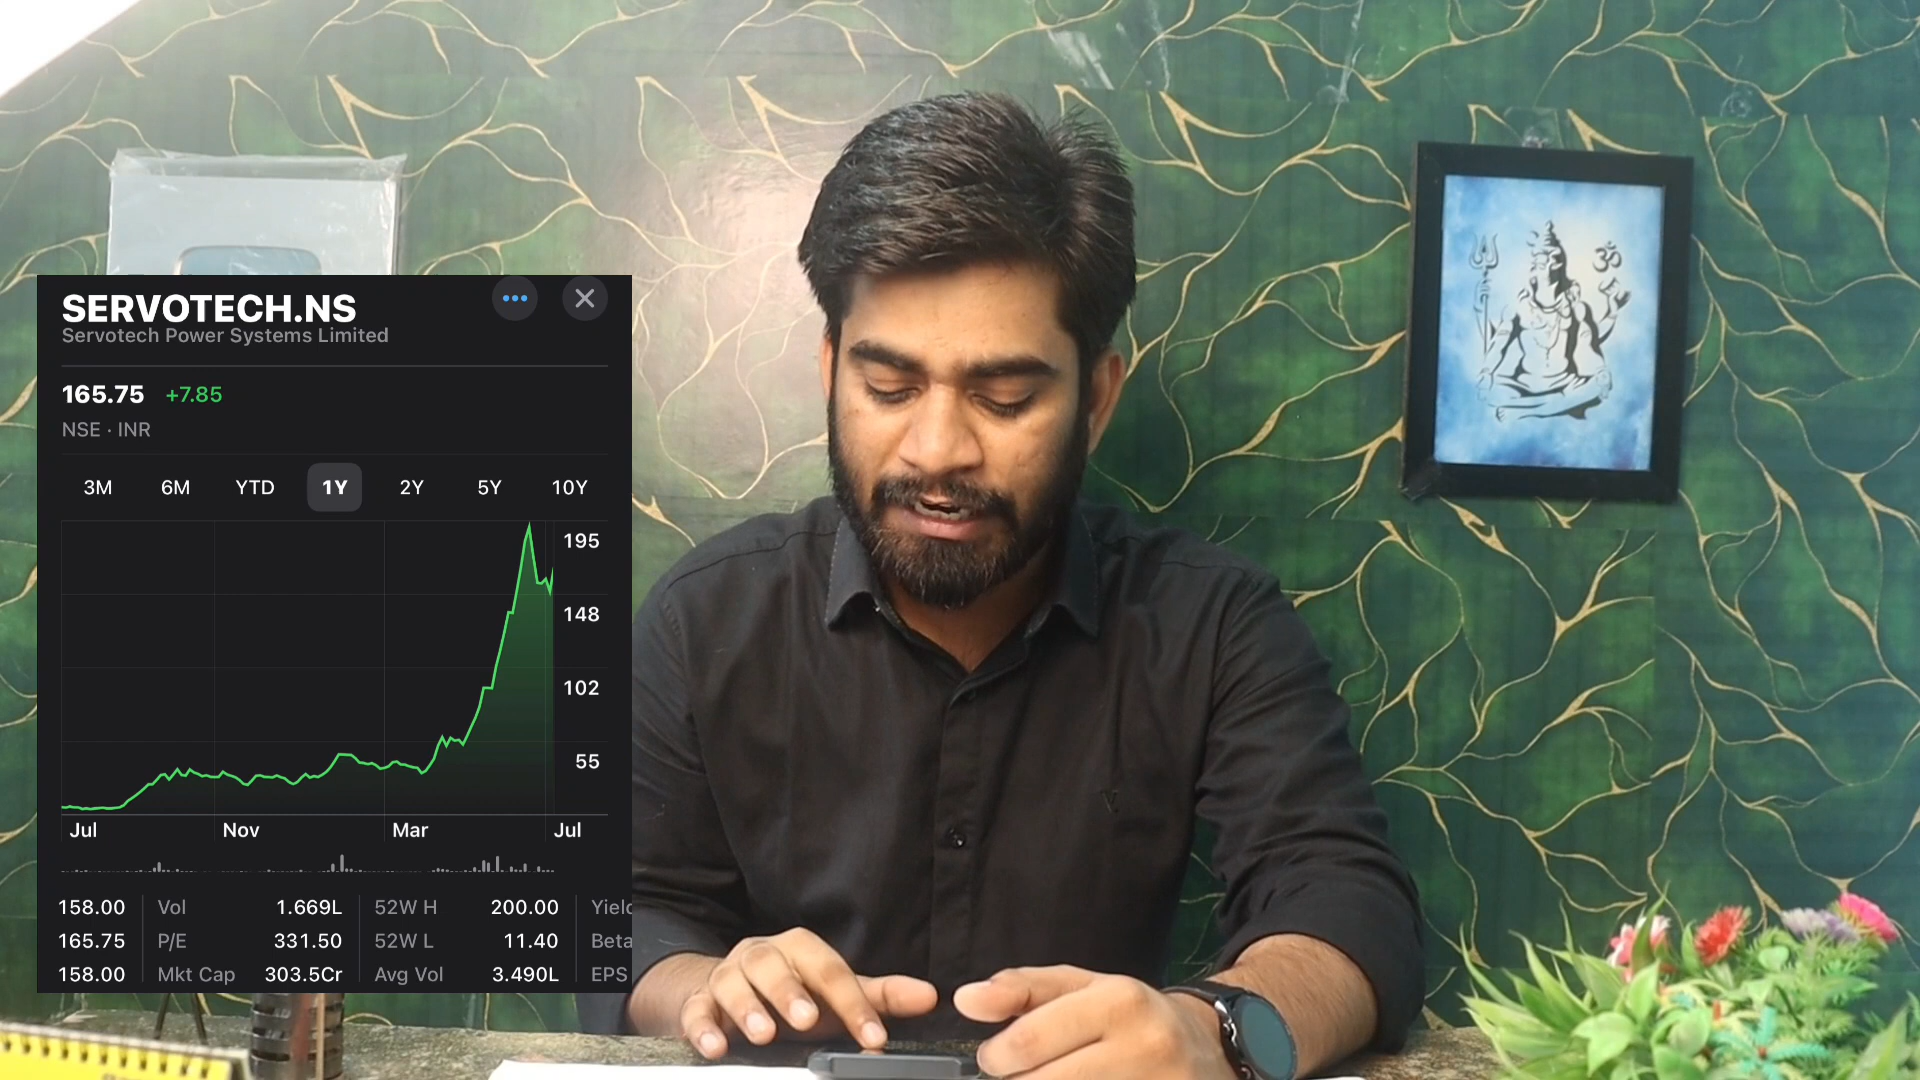 SERVOTECH.NS
Servotech Power Systems Limited
165.75 +7.85
NSE · INR
3M 6M YTD 1Y 2Y 5Y 10Y
195
148
102
55
Jul Nov Mar Jul
158.00 Vol 1.669L 52W H 200.00
165.75 P/E 331.50 52W L 11.40 Beta
158.00 Mkt Cap 303.5Cr Avg Vol 3.490L EPS
ॐ